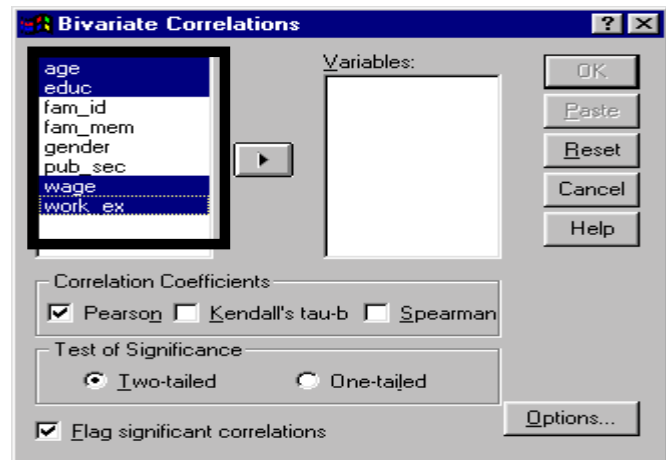 Bivariate Correlations
age
educ
fam_id
fam_mem
gender
pub_sec
wage
work_ex
Variables:
OK
Paste
Reset
Cancel
Help
Correlation Coefficients
Pearson Kendall's tau-b Spearman
Test of Significance
Two-tailed One-tailed
Flag significant correlations
Options...